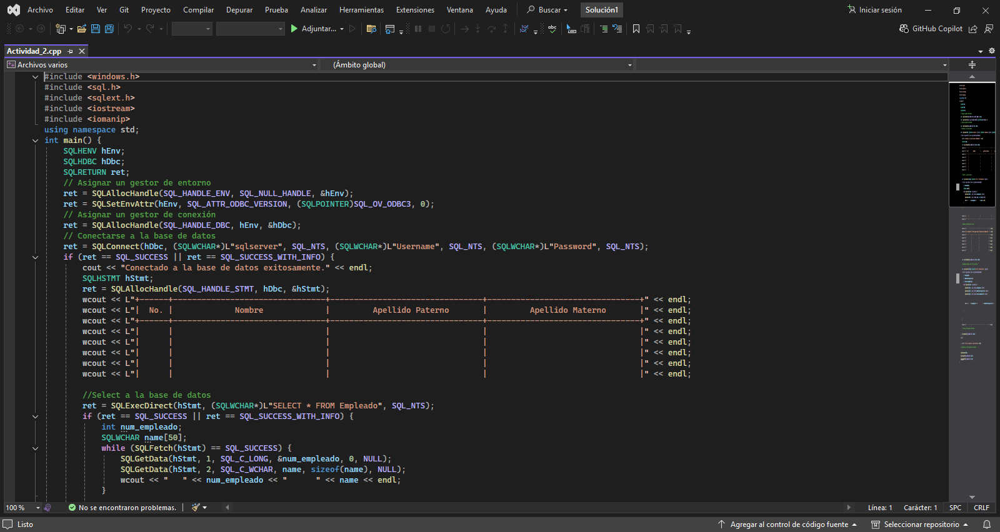 Archivo Editar Ver Git Proyecto Compilar Depurar Prueba Analizar Herramientas Extensiones Ventana Ayuda Buscar Solución1 Iniciar sesión
Adjuntar... GitHub Copilot
Actividad_2.cpp
Archivos varios (Ámbito global)
#include <windows.h>
#include <sql.h>
#include <sqlext.h>
#include <iostream>
#include <iomanip>
using namespace std;
int main() {
SQLHENV hEnv;
SQLHDBC hDbc;
SQLRETURN ret;
// Asignar un gestor de entorno
ret = SQLAllocHandle(SQL_HANDLE_ENV, SQL_NULL_HANDLE, &hEnv);
ret = SQLSetEnvAttr(hEnv, SQL_ATTR_ODBC_VERSION, (SQLPOINTER)SQL_OV_ODBC3, 0);
// Asignar un gestor de conexión
ret = SQLAllocHandle(SQL_HANDLE_DBC, hEnv, &hDbc);
// Conectarse a la base de datos
ret = SQLConnect(hDbc, (SQLWCHAR*)L"sqlserver", SQL_NTS, (SQLWCHAR*)L"Username", SQL_NTS, (SQLWCHAR*)L"Password", SQL_NTS);
if (ret == SQL_SUCCESS || ret == SQL_SUCCESS_WITH_INFO) {
cout << "Conectado a la base de datos exitosamente." << endl;
SQLHSTMT hStmt;
ret = SQLAllocHandle(SQL_HANDLE_STMT, hDbc, &hStmt);
wcout << L"+------+--------------------------------+--------------------------------+--------------------------------+" << endl;
wcout << L"|  No. |             Nombre             |         Apellido Paterno       |         Apellido Materno       |" << endl;
wcout << L"+------+--------------------------------+--------------------------------+--------------------------------+" << endl;
wcout << L"|      |                                |                                |                                |" << endl;
wcout << L"|      |                                |                                |                                |" << endl;
wcout << L"|      |                                |                                |                                |" << endl;
wcout << L"|      |                                |                                |                                |" << endl;
wcout << L"|      |                                |                                |                                |" << endl;
//Select a la base de datos
ret = SQLExecDirect(hStmt, (SQLWCHAR*)L"SELECT * FROM Empleado", SQL_NTS);
if (ret == SQL_SUCCESS || ret == SQL_SUCCESS_WITH_INFO) {
int num_empleado;
SQLWCHAR name[50];
while (SQLFetch(hStmt) == SQL_SUCCESS) {
SQLGetData(hStmt, 1, SQL_C_LONG, &num_empleado, 0, NULL);
SQLGetData(hStmt, 2, SQL_C_WCHAR, name, sizeof(name), NULL);
wcout << "   " << num_empleado << "      " << name << endl;
}
100 % No se encontraron problemas. Línea: 1 Carácter: 1 SPC CRLF
Listo Agregar al control de código fuente Seleccionar repositorio